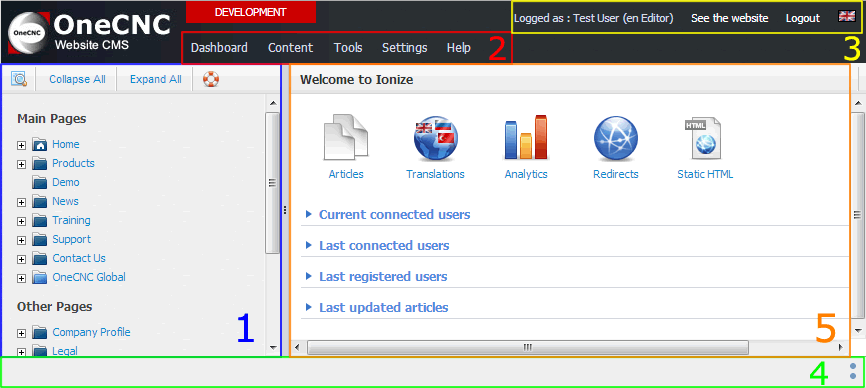 DEVELOPMENT
OneCNC
OneCNC
Website CMS
Dashboard Content Tools Settings Help 2
Logged as : Test User (en Editor) See the website Logout
3
Collapse All Expand All
Main Pages
Home
Products
Demo
News
Training
Support
Contact Us
OneCNC Global
Other Pages
Company Profile
Legal
1
Welcome to Ionize
HTML
Articles Translations Analytics Redirects Static HTML
Current connected users
Last connected users
Last registered users
Last updated articles
5
4